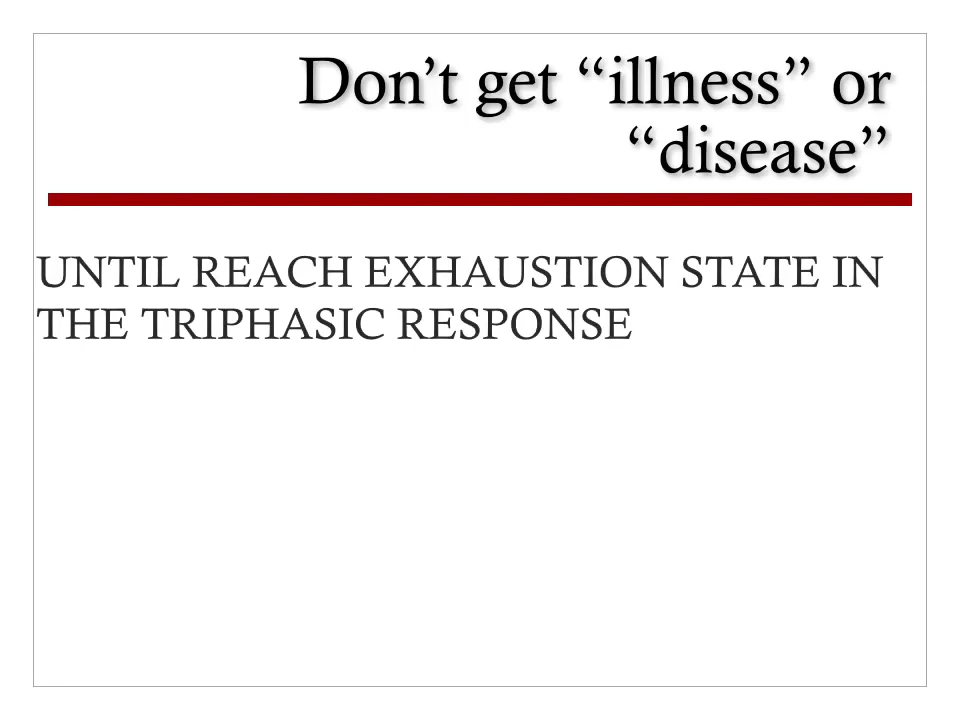 Don’t get “illness” or
“disease”
UNTIL REACH EXHAUSTION STATE IN
THE TRIPHASIC RESPONSE